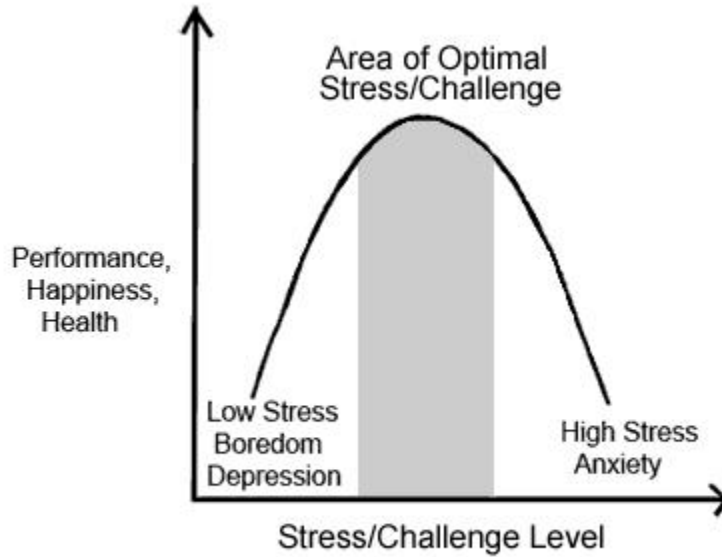 Area of Optimal
Stress/Challenge
Performance,
Happiness,
Health
Low Stress
Boredom
Depression
High Stress
Anxiety
Stress/Challenge Level